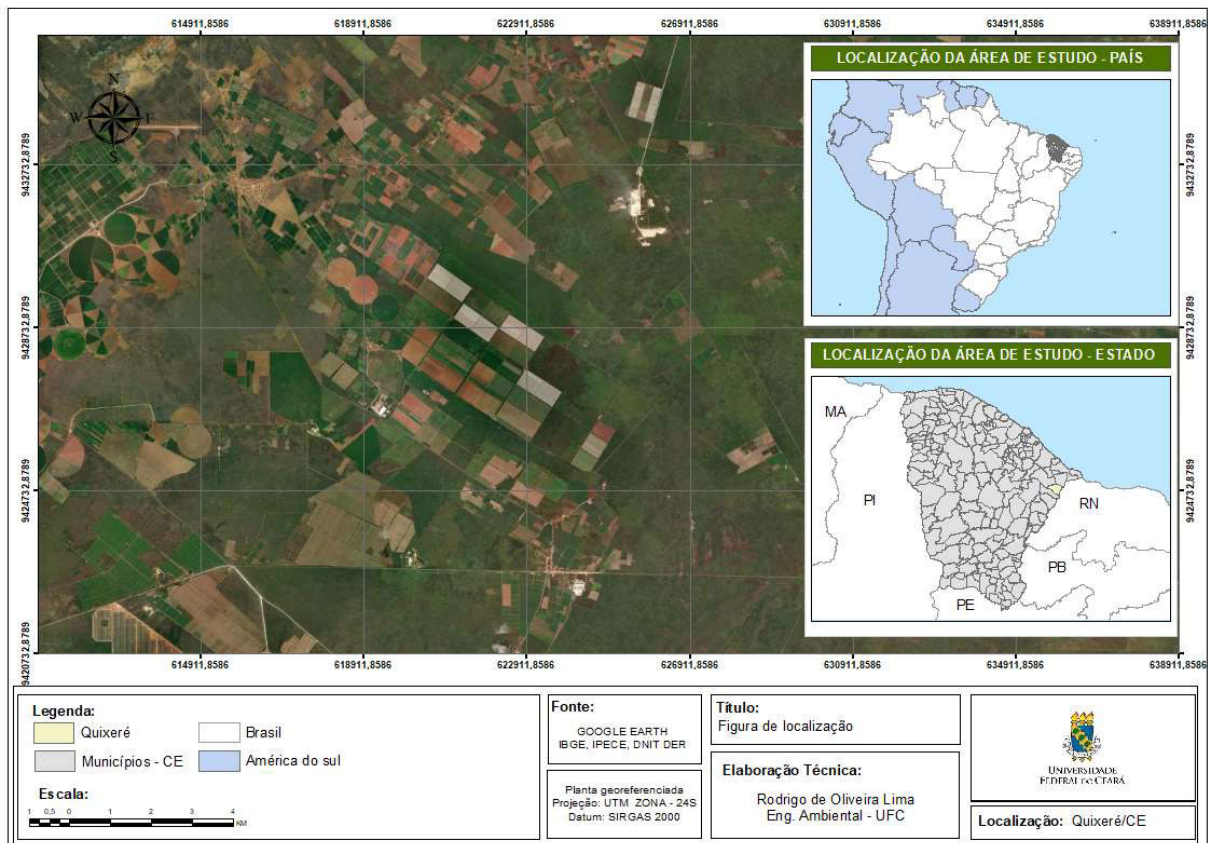 614911,8586 618911,8586 622911,8586 626911,8586 630911,8586 634911,8586 638911,8586
N
W E
S
9432732,8789
9428732,8789
9424732,8789
9420732,8789
LOCALIZAÇÃO DA ÁREA DE ESTUDO - PAÍS
LOCALIZAÇÃO DA ÁREA DE ESTUDO - ESTADO
MA
PI
RN
PB
PE
9432732,8789
9428732,8789
9424732,8789
614911,8586 618911,8586 622911,8586 626911,8586 630911,8586 634911,8586 638911,8586
Legenda:
Quixeré
Brasil
Municípios - CE
América do sul
Escala:
1 0,5 0 1 2 3 4
KM
Fonte:
GOOGLE EARTH
IBGE, IPECE, DNIT DER
Planta georeferenciada
Projeção: UTM ZONA - 24S
Datum: SIRGAS 2000
Título:
Figura de localização
Elaboração Técnica:
Rodrigo de Oliveira Lima
Eng. Ambiental - UFC
UNIVERSIDADE
FEDERAL DO CEARÁ
Localização: Quixeré/CE